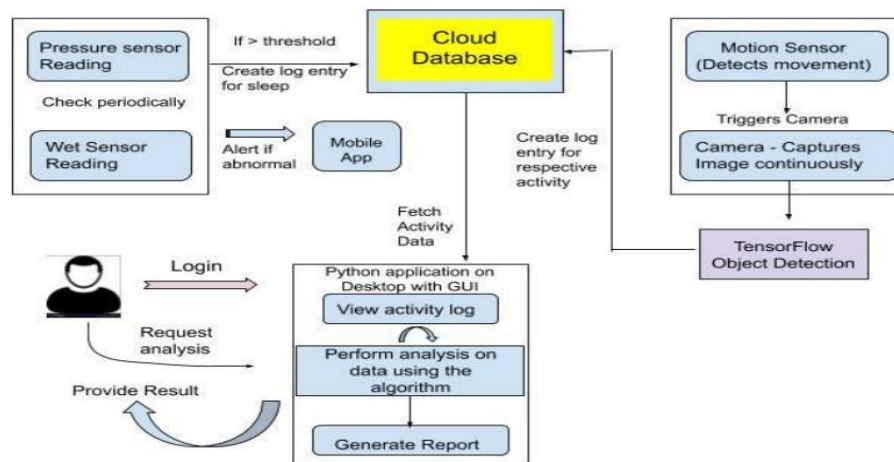 Pressure sensor
Reading
Check periodically
Wet Sensor
Reading
If > threshold
Create log entry
for sleep
Alert if
abnormal
Mobile
App
Cloud
Database
Motion Sensor
(Detects movement)
Triggers Camera
Camera - Captures
Image continuously
Create log
entry for
respective
activity
TensorFlow
Object Detection
Fetch
Activity
Data
Login
Request
analysis
Provide Result
Python application on
Desktop with GUI
View activity log
Perform analysis on
data using the
algorithm
Generate Report